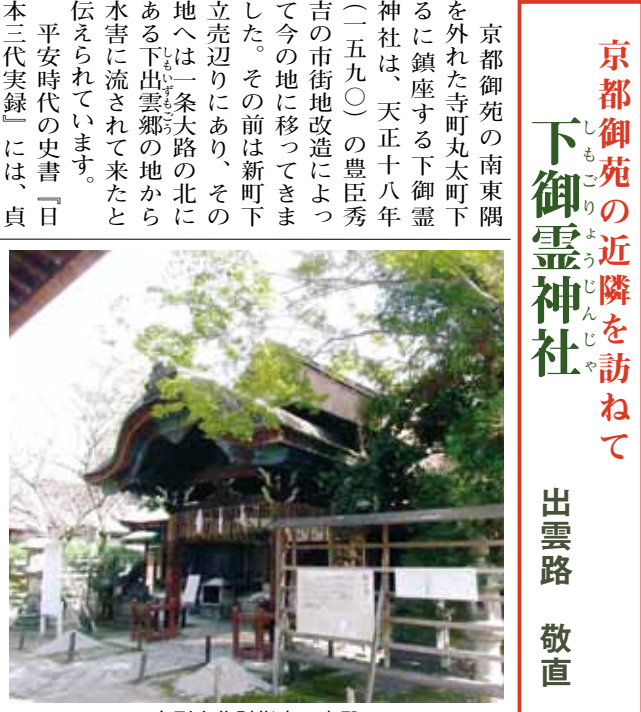 京都御苑の近隣を訪ねて
下御霊神社
しもごりょうじんじゃ
出雲路 敬直
京都御苑の南東隅
を外れた寺町丸太町下
るに鎮座する下御霊
神社は、天正十八年
(一五九〇)の豊臣秀
吉の市街地改造によっ
て今の地に移ってきま
した。その前は新町下
立売辺りにあり、その
地へは一条大路の北に
ある下出雲郷の地から
しもいずもごう
水害に流されて来たと
伝えられています。
平安時代の史書『日
本三代実録』には、貞